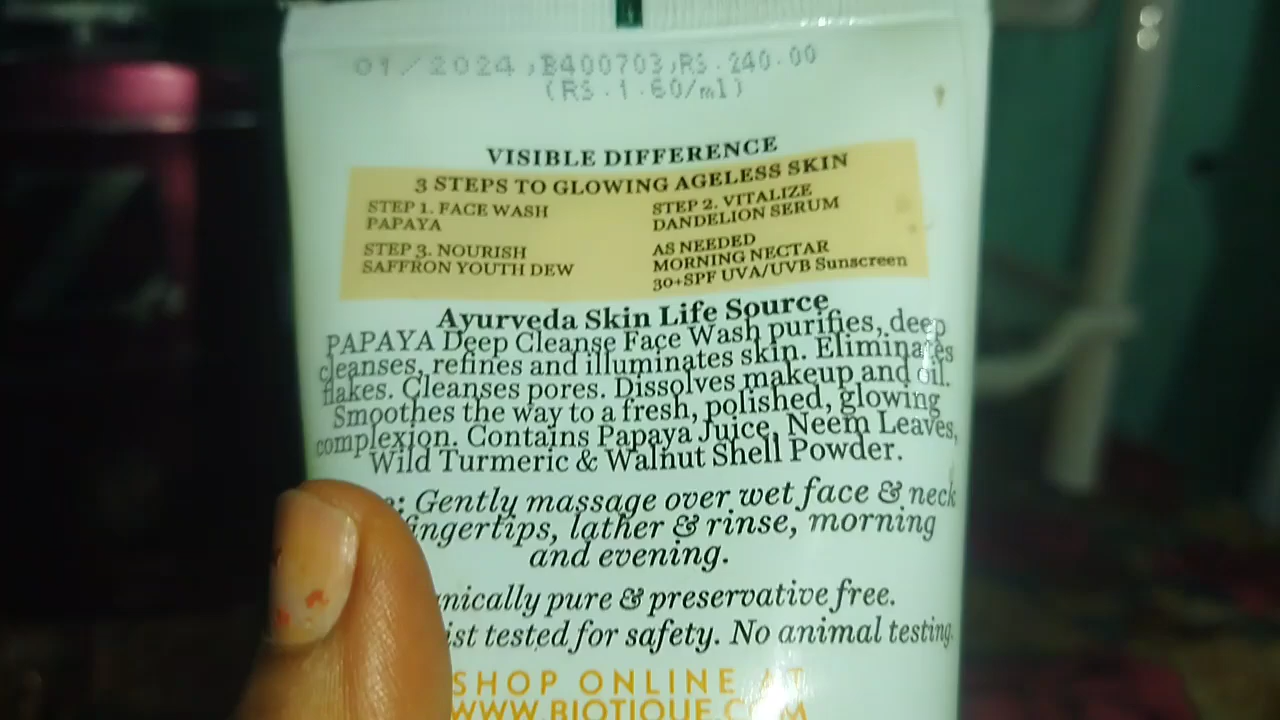 01/2024,B400703,RS.240.00
(RS.1.60/ml)
VISIBLE DIFFERENCE
3 STEPS TO GLOWING AGELESS SKIN
STEP 1. FACE WASH
PAPAYA
STEP 2. VITALIZE
DANDELION SERUM
STEP 3. NOURISH
SAFFRON YOUTH DEW
AS NEEDED
MORNING NECTAR
30+SPF UVA/UVB Sunscreen
Ayurveda Skin Life Source
PAPAYA Deep Cleanse Face Wash purifies, deep
cleanses, refines and illuminates skin. Eliminates
flakes. Cleanses pores. Dissolves makeup and oil.
Smoothes the way to a fresh, polished, glowing
complexion. Contains Papaya Juice, Neem Leaves,
Wild Turmeric & Walnut Shell Powder.
Gently massage over wet face & neck
fingertips, lather & rinse, morning
and evening.
pure & preservative free.
tested for safety. No animal testing.
SHOP ONLINE AT
WWW.BIOTIQUE.COM